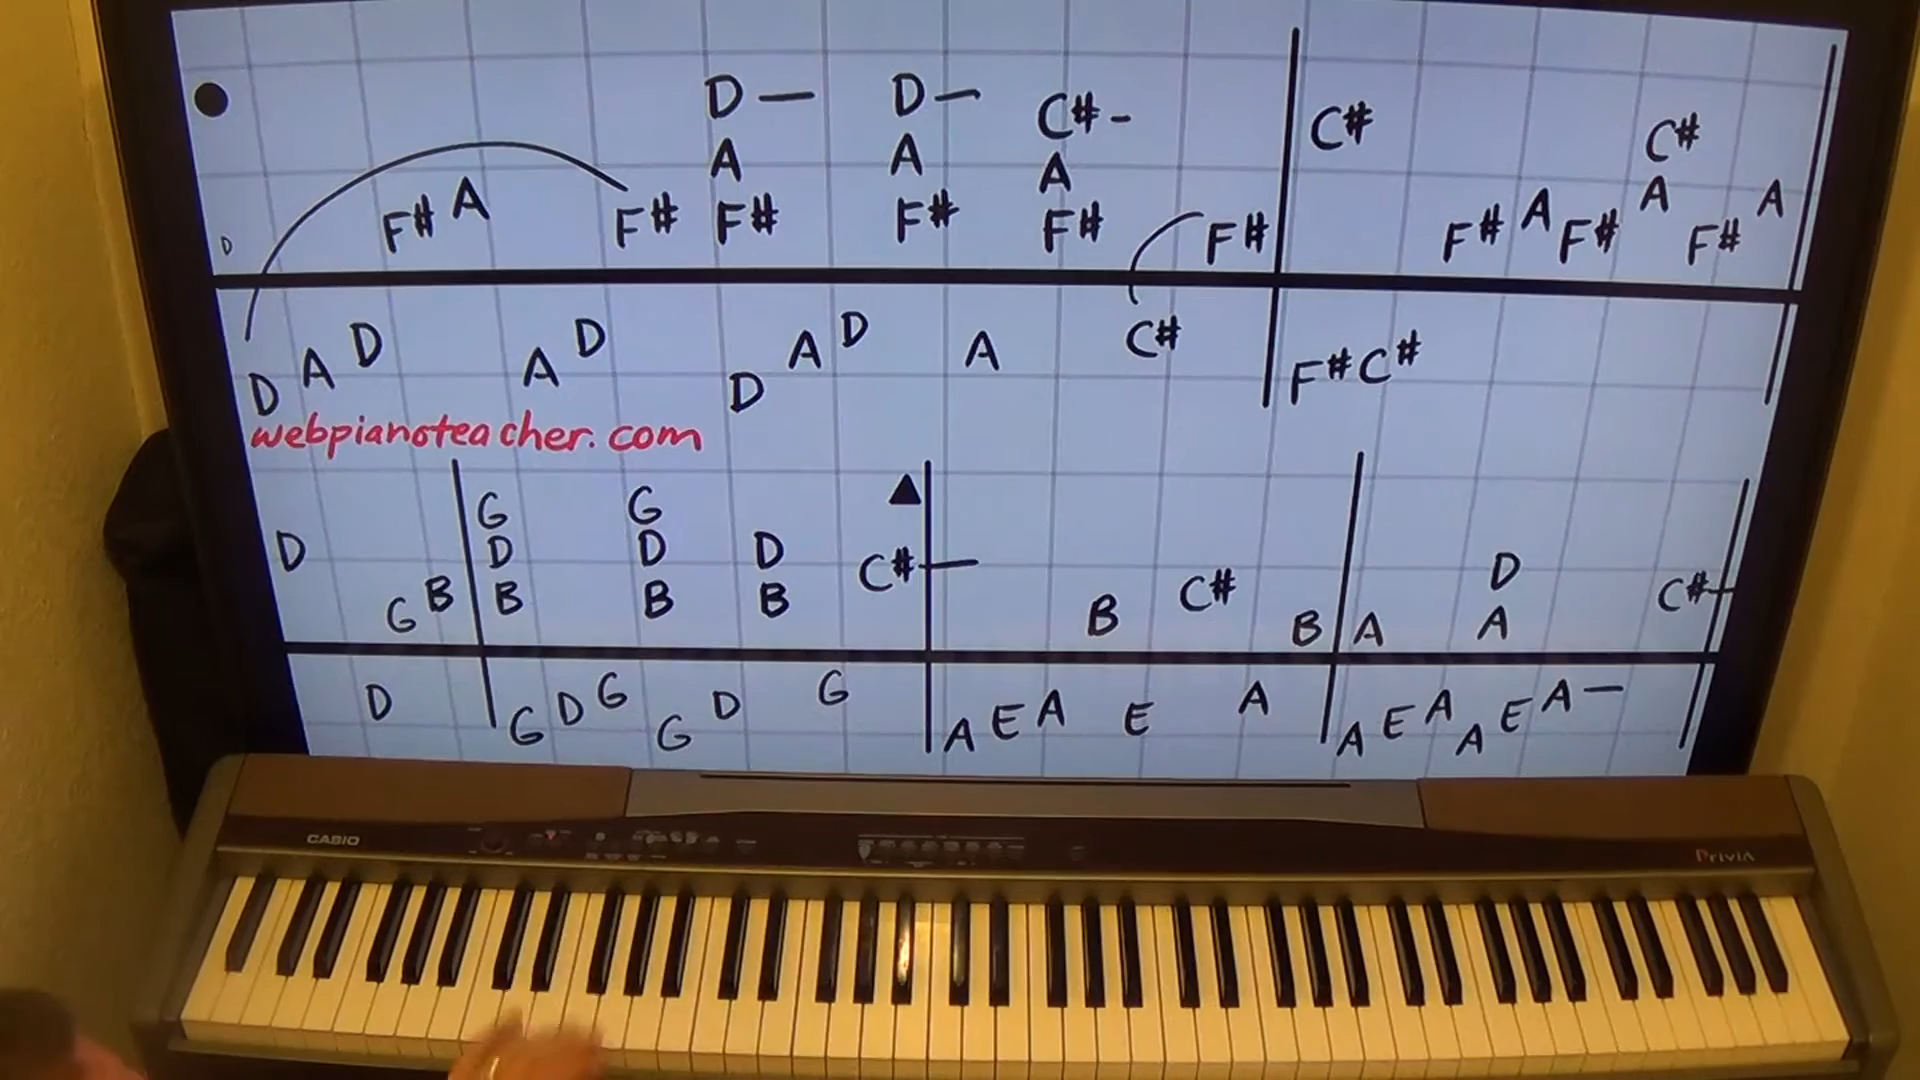 D — D — C# - C# C#
A A A A
F# A F# F# F# F# F# F# A F# F# A
D
D A D A D D A D A C# F# C#
webpianoteacher.com
G G
D D D D C# — D C#
G B B B B B C# B A A
D G D G G D G A E A E A A E A A E A —
CASIO Privia